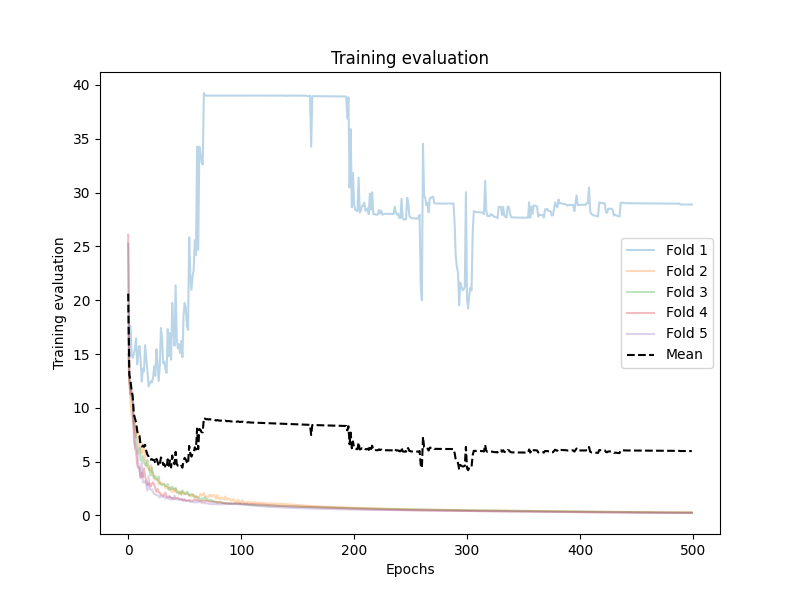 Training evaluation
40
35
30
25
20
15
10
5
0
Training evaluation
Fold 1
Fold 2
Fold 3
Fold 4
Fold 5
Mean
0 100 200 300 400 500
Epochs